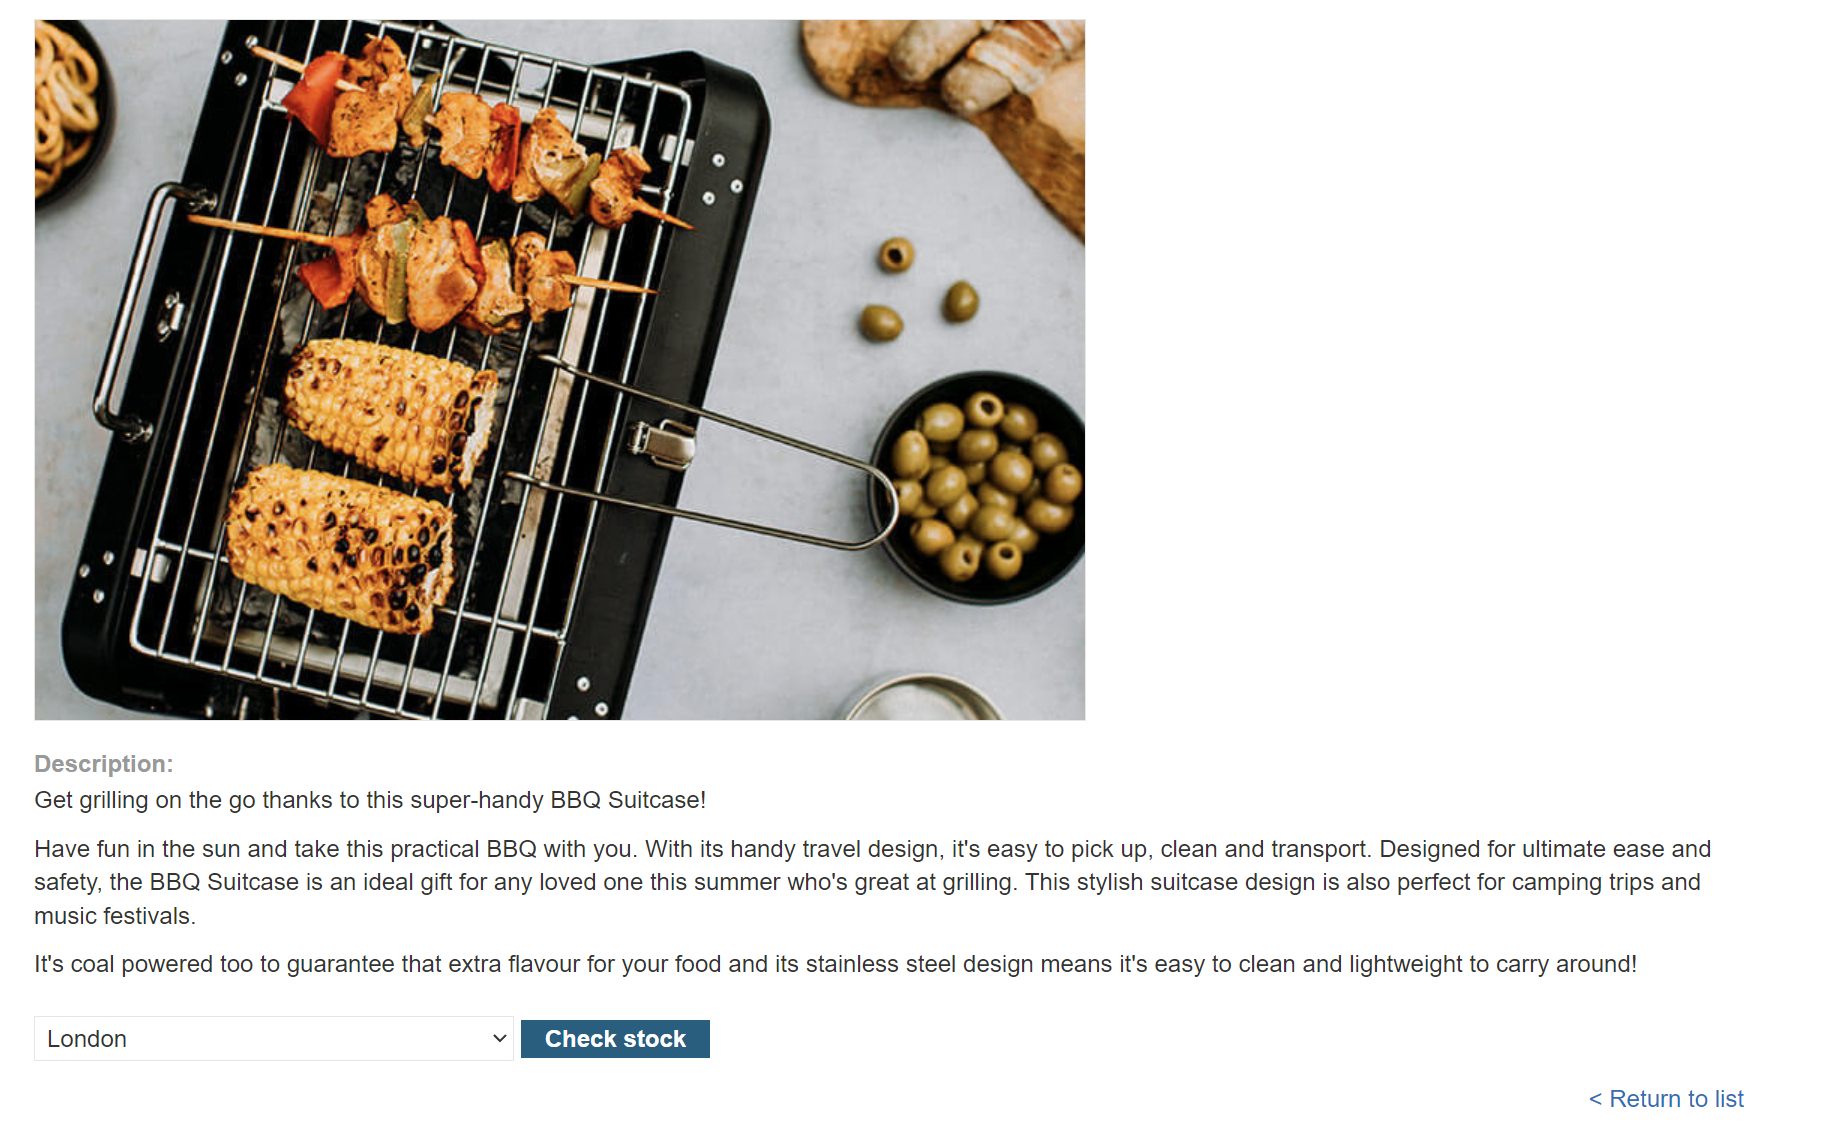 Description:
Get grilling on the go thanks to this super-handy BBQ Suitcase!
Have fun in the sun and take this practical BBQ with you. With its handy travel design, it's easy to pick up, clean and transport. Designed for ultimate ease and
safety, the BBQ Suitcase is an ideal gift for any loved one this summer who's great at grilling. This stylish suitcase design is also perfect for camping trips and
music festivals.
It's coal powered too to guarantee that extra flavour for your food and its stainless steel design means it's easy to clean and lightweight to carry around!
London
Check stock
< Return to list